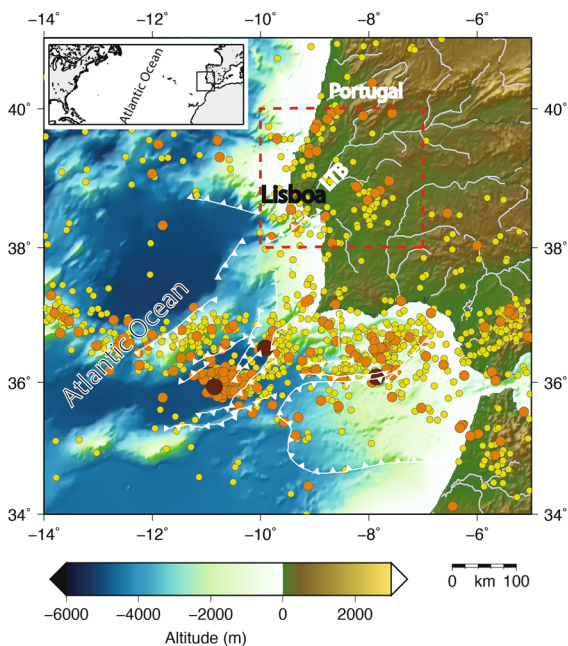 −14˚ −12˚ −10˚ −8˚ −6˚
Atlantic Ocean
40˚ 40˚
Portugal
LTB
Lisboa
38˚ 38˚
Atlantic Ocean
36˚ 36˚
34˚ 34˚
−14˚ −12˚ −10˚ −8˚ −6˚
0 km 100
−6000 −4000 −2000 0 2000
Altitude (m)